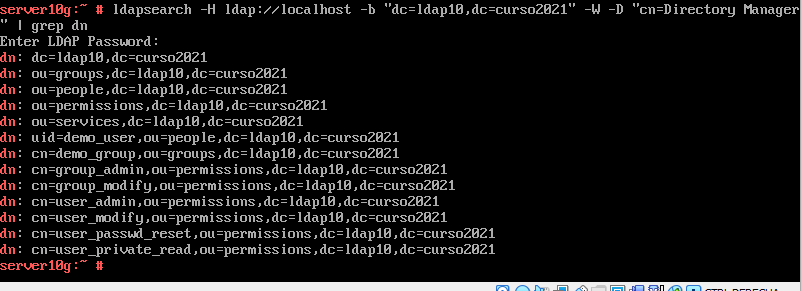 server10g:~ # ldapsearch -H ldap://localhost -b "dc=ldap10,dc=curso2021" -W -D "cn=Directory Manager
" | grep dn
Enter LDAP Password:
dn: dc=ldap10,dc=curso2021
dn: ou=groups,dc=ldap10,dc=curso2021
dn: ou=people,dc=ldap10,dc=curso2021
dn: ou=permissions,dc=ldap10,dc=curso2021
dn: ou=services,dc=ldap10,dc=curso2021
dn: uid=demo_user,ou=people,dc=ldap10,dc=curso2021
dn: cn=demo_group,ou=groups,dc=ldap10,dc=curso2021
dn: cn=group_admin,ou=permissions,dc=ldap10,dc=curso2021
dn: cn=group_modify,ou=permissions,dc=ldap10,dc=curso2021
dn: cn=user_admin,ou=permissions,dc=ldap10,dc=curso2021
dn: cn=user_modify,ou=permissions,dc=ldap10,dc=curso2021
dn: cn=user_passwd_reset,ou=permissions,dc=ldap10,dc=curso2021
dn: cn=user_private_read,ou=permissions,dc=ldap10,dc=curso2021
server10g:~ #
CTRL DERECHA